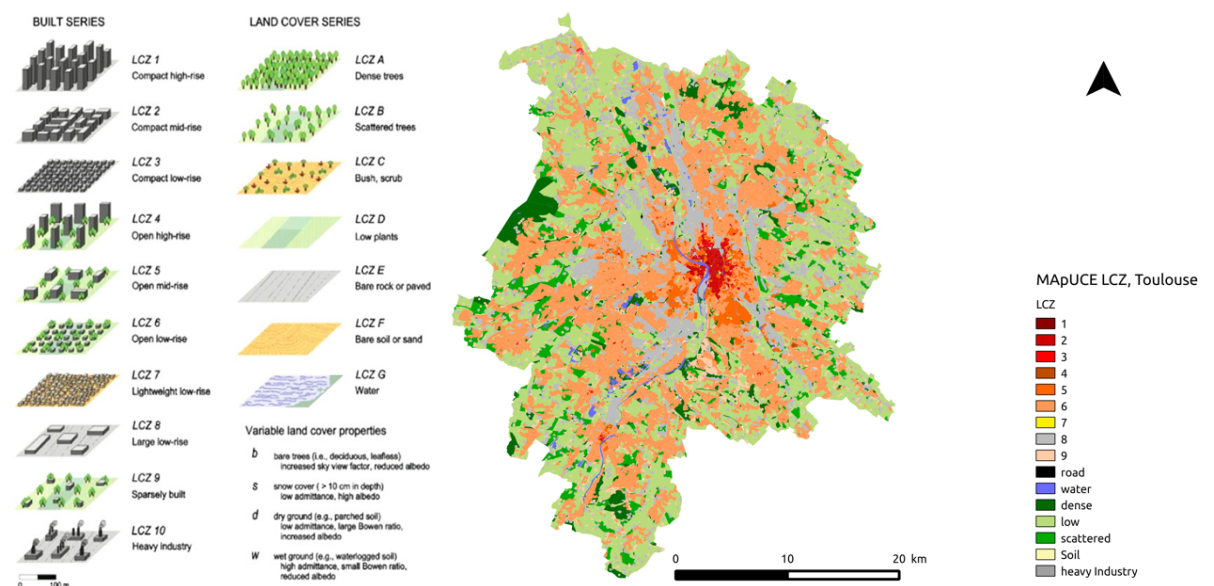 BUILT SERIES
LCZ 1
Compact high-rise
LCZ 2
Compact mid-rise
LCZ 3
Compact low-rise
LCZ 4
Open high-rise
LCZ 5
Open mid-rise
LCZ 6
Open low-rise
LCZ 7
Lightweight low-rise
LCZ 8
Large low-rise
LCZ 9
Sparsely built
LCZ 10
Heavy industry
0 100 m
LAND COVER SERIES
LCZ A
Dense trees
LCZ B
Scattered trees
LCZ C
Bush, scrub
LCZ D
Low plants
LCZ E
Bare rock or paved
LCZ F
Bare soil or sand
LCZ G
Water
Variable land cover properties
b bare trees (i.e., deciduous, leafless)
increased sky view factor, reduced albedo
s snow cover ( > 10 cm in depth)
low admittance, high albedo
d dry ground (e.g., parched soil)
low admittance, large Bowen ratio,
increased albedo
W wet ground (e.g., waterlogged soil)
high admittance, small Bowen ratio,
reduced albedo
0 10 20 km
MApUCE LCZ, Toulouse
LCZ
1
2
3
4
5
6
7
8
9
road
water
dense
low
scattered
Soil
heavy Industry